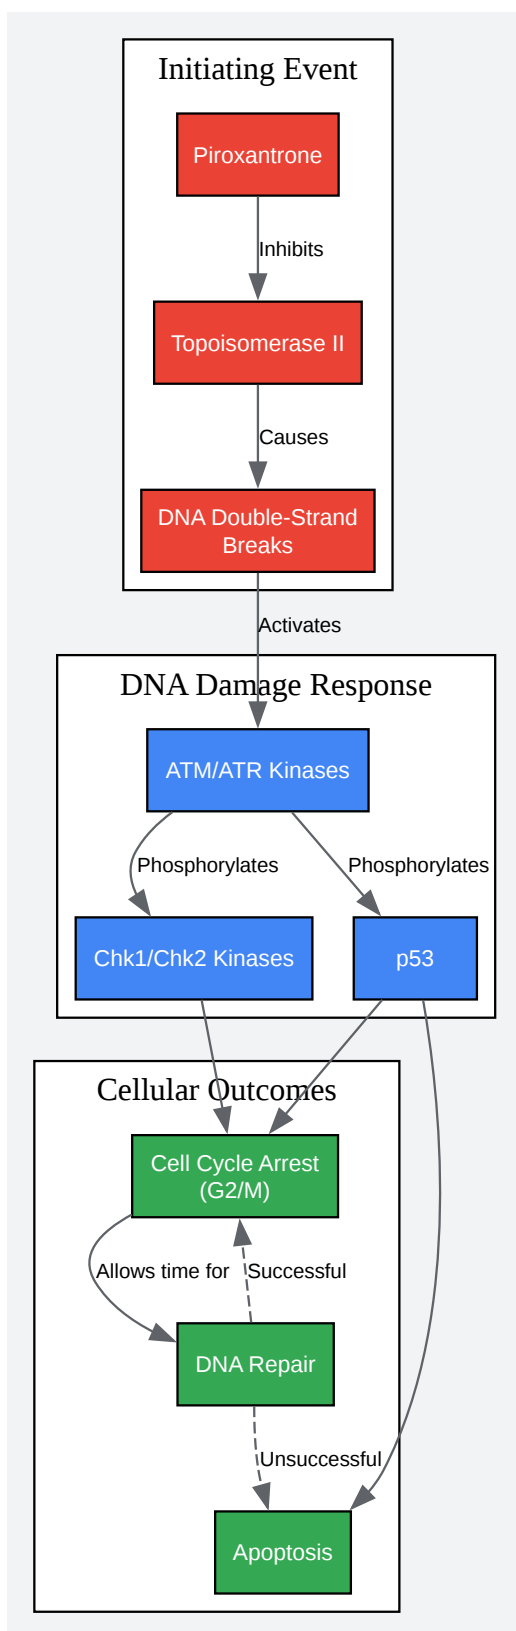 Initiating Event
Piroxantrone
Inhibits
Topoisomerase II
Causes
DNA Double-Strand
Breaks
Activates
DNA Damage Response
ATM/ATR Kinases
Phosphorylates
Phosphorylates
Chk1/Chk2 Kinases
p53
Cellular Outcomes
Cell Cycle Arrest
(G2/M)
Allows time for
Successful
DNA Repair
Unsuccessful
Apoptosis